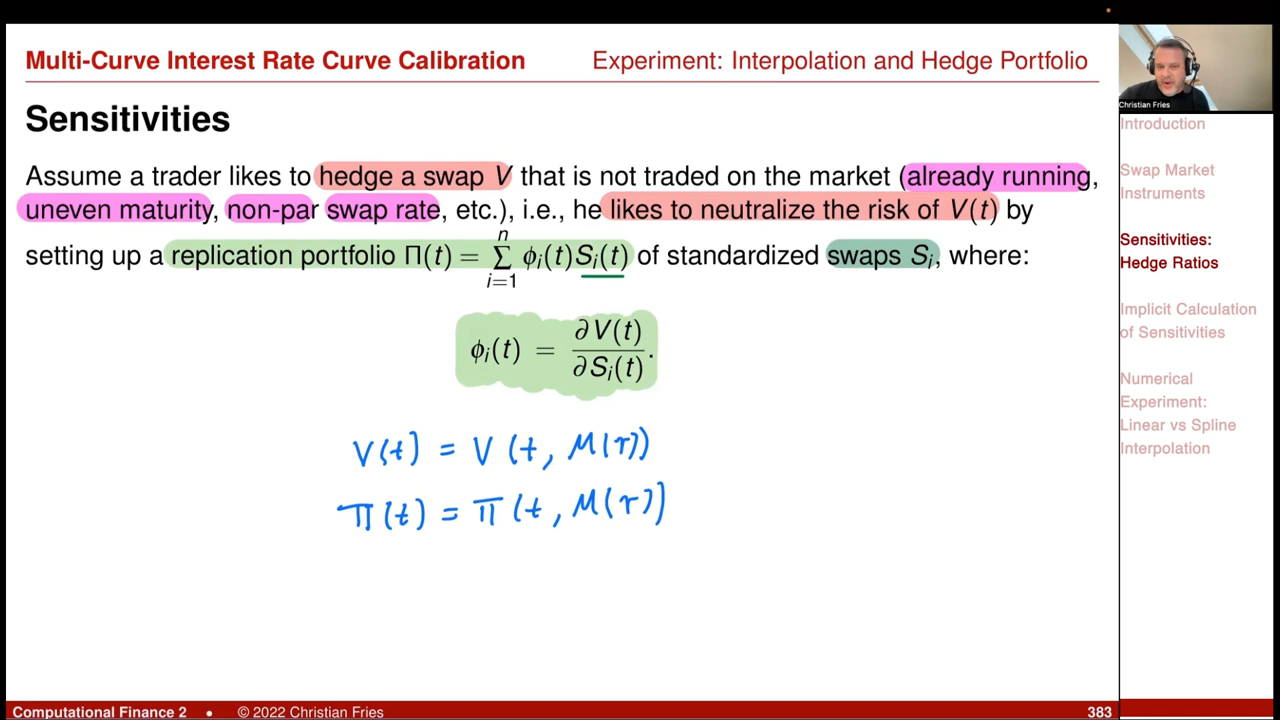 Multi-Curve Interest Rate Curve Calibration
Experiment: Interpolation and Hedge Portfolio
Christian Fries
Sensitivities
Assume a trader likes to hedge a swap V that is not traded on the market (already running,
uneven maturity, non-par swap rate, etc.), i.e., he likes to neutralize the risk of V(t) by
setting up a replication portfolio Π(t) = ∑_{i=1}^{n} ϕ_i(t)S_i(t) of standardized swaps S_i, where:
ϕ_i(t) = ∂V(t)/∂S_i(t).
V(t) = V(t, M(r))
Π(t) = Π(t, M(r))
Introduction
Swap Market
Instruments
Sensitivities:
Hedge Ratios
Implicit Calculation
of Sensitivities
Numerical
Experiment:
Linear vs Spline
Interpolation
Computational Finance 2 • © 2022 Christian Fries
383